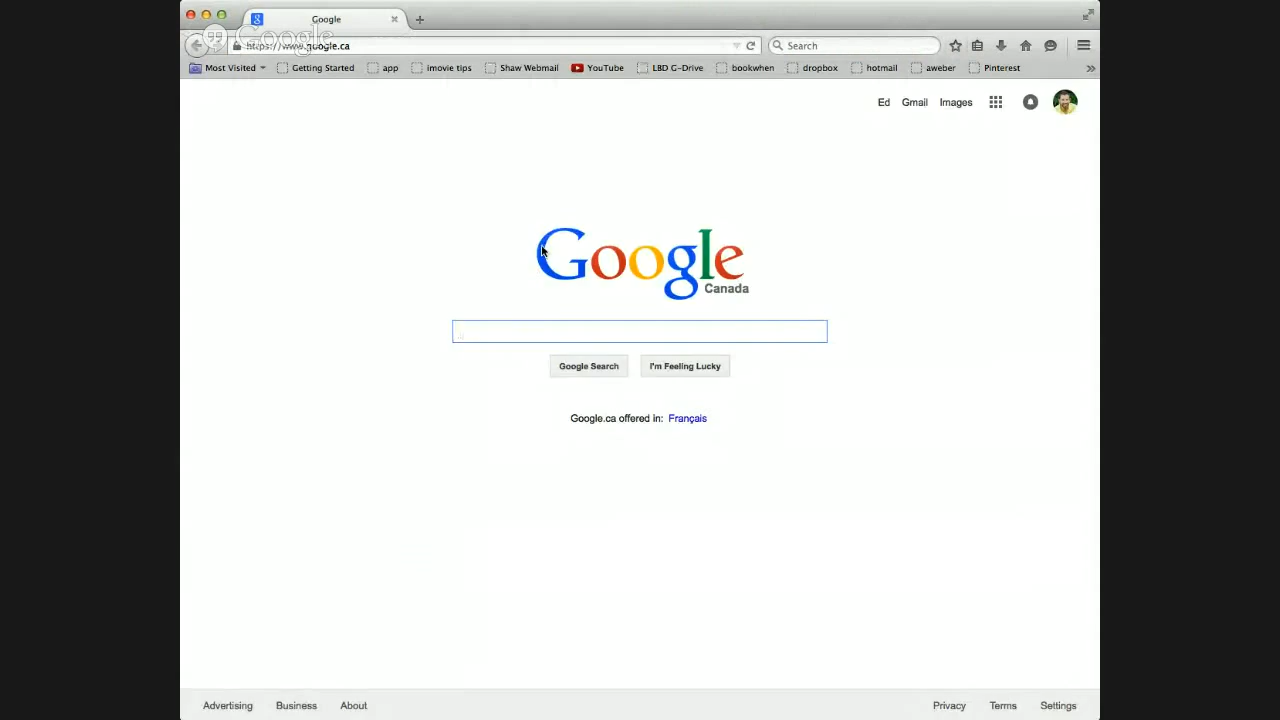 Google
Google
https://www.google.ca
Search
Most Visited Getting Started app imovie tips Shaw Webmail YouTube LBD G-Drive bookwhen dropbox hotmail aweber Pinterest
Ed Gmail Images
Google
Canada
Google Search I'm Feeling Lucky
Google.ca offered in: Français
Advertising Business About Privacy Terms Settings